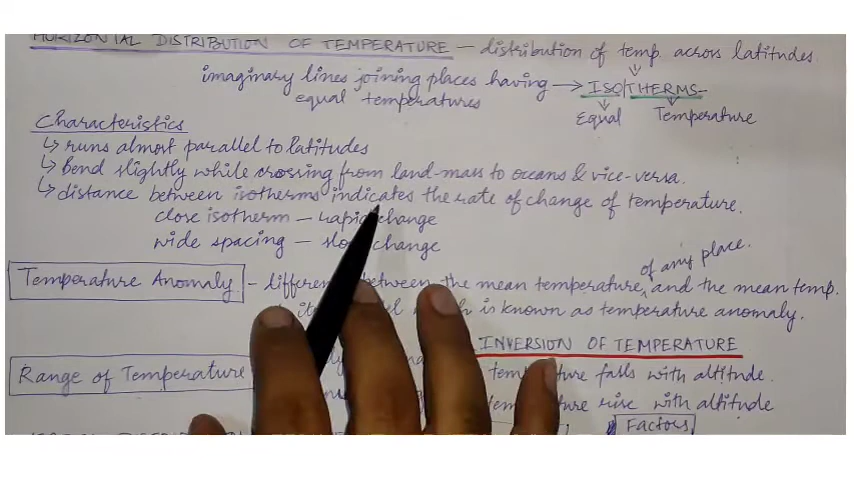 HORIZONTAL DISTRIBUTION OF TEMPERATURE – distribution of temp. across latitudes.
imaginary lines joining places having equal temperatures → ISO/THERMS
Equal Temperature
Characteristics
↳ runs almost parallel to latitudes
↳ bend slightly while crossing from land-mass to oceans & vice-versa.
↳ distance between isotherms indicates the rate of change of temperature.
close isotherm – rapid change
wide spacing – slow change
Temperature Anomaly – difference between the mean temperature of any place. and the mean temp.
is known as temperature anomaly.
INVERSION OF TEMPERATURE
Range of Temperature
temperature falls with altitude.
temperature rise with altitude
Factors